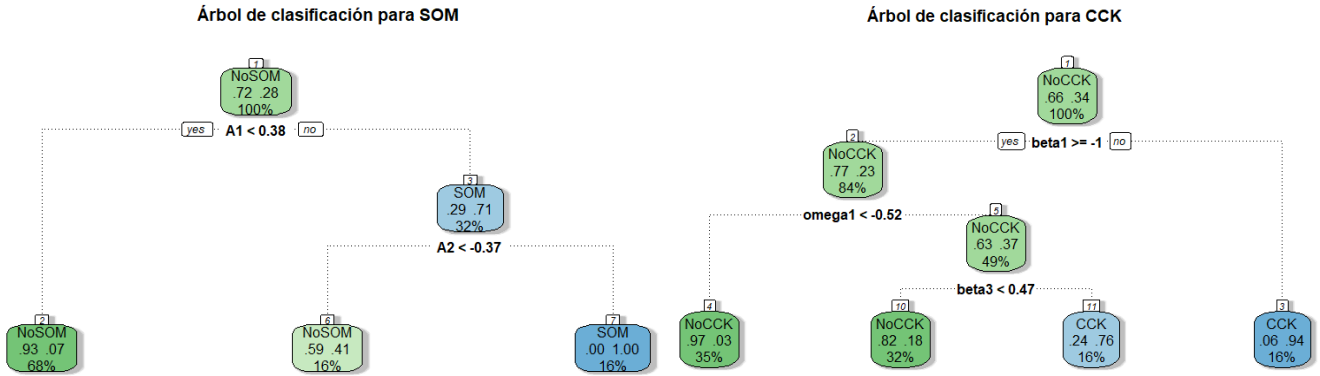 Árbol de clasificación para SOM
1
NoSOM
.72 .28
100%
yes A1 < 0.38 no
3
SOM
.29 .71
32%
A2 < -0.37
2
NoSOM
.93 .07
68%
6
NoSOM
.59 .41
16%
7
SOM
.00 1.00
16%
Árbol de clasificación para CCK
1
NoCCK
.66 .34
100%
yes beta1 >= -1 no
2
NoCCK
.77 .23
84%
omega1 < -0.52
5
NoCCK
.63 .37
49%
beta3 < 0.47
4
NoCCK
.97 .03
35%
10
NoCCK
.82 .18
32%
11
CCK
.24 .76
16%
3
CCK
.06 .94
16%